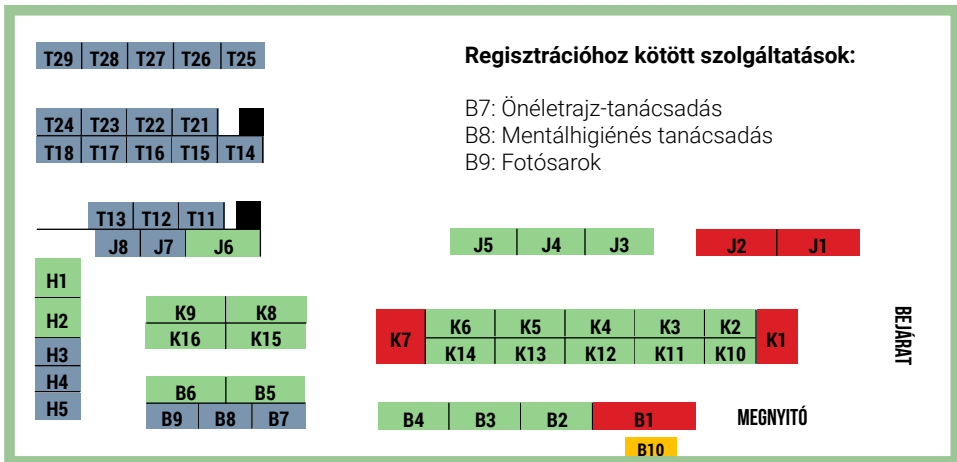 T29 T28 T27 T26 T25
Regisztrációhoz kötött szolgáltatások:
B7: Önéletrajz-tanácsadás
B8: Mentálhigiénés tanácsadás
B9: Fotósarok
T24 T23 T22 T21
T18 T17 T16 T15 T14
T13 T12 T11
J8 J7 J6
J5 J4 J3
J2 J1
H1
H2
H3
H4
H5
K9 K8
K16 K15
K7
K6 K5 K4 K3 K2
K14 K13 K12 K11 K10
K1
BEJÁRAT
B6 B5
B9 B8 B7
B4 B3 B2 B1
MEGNYITÓ
B10